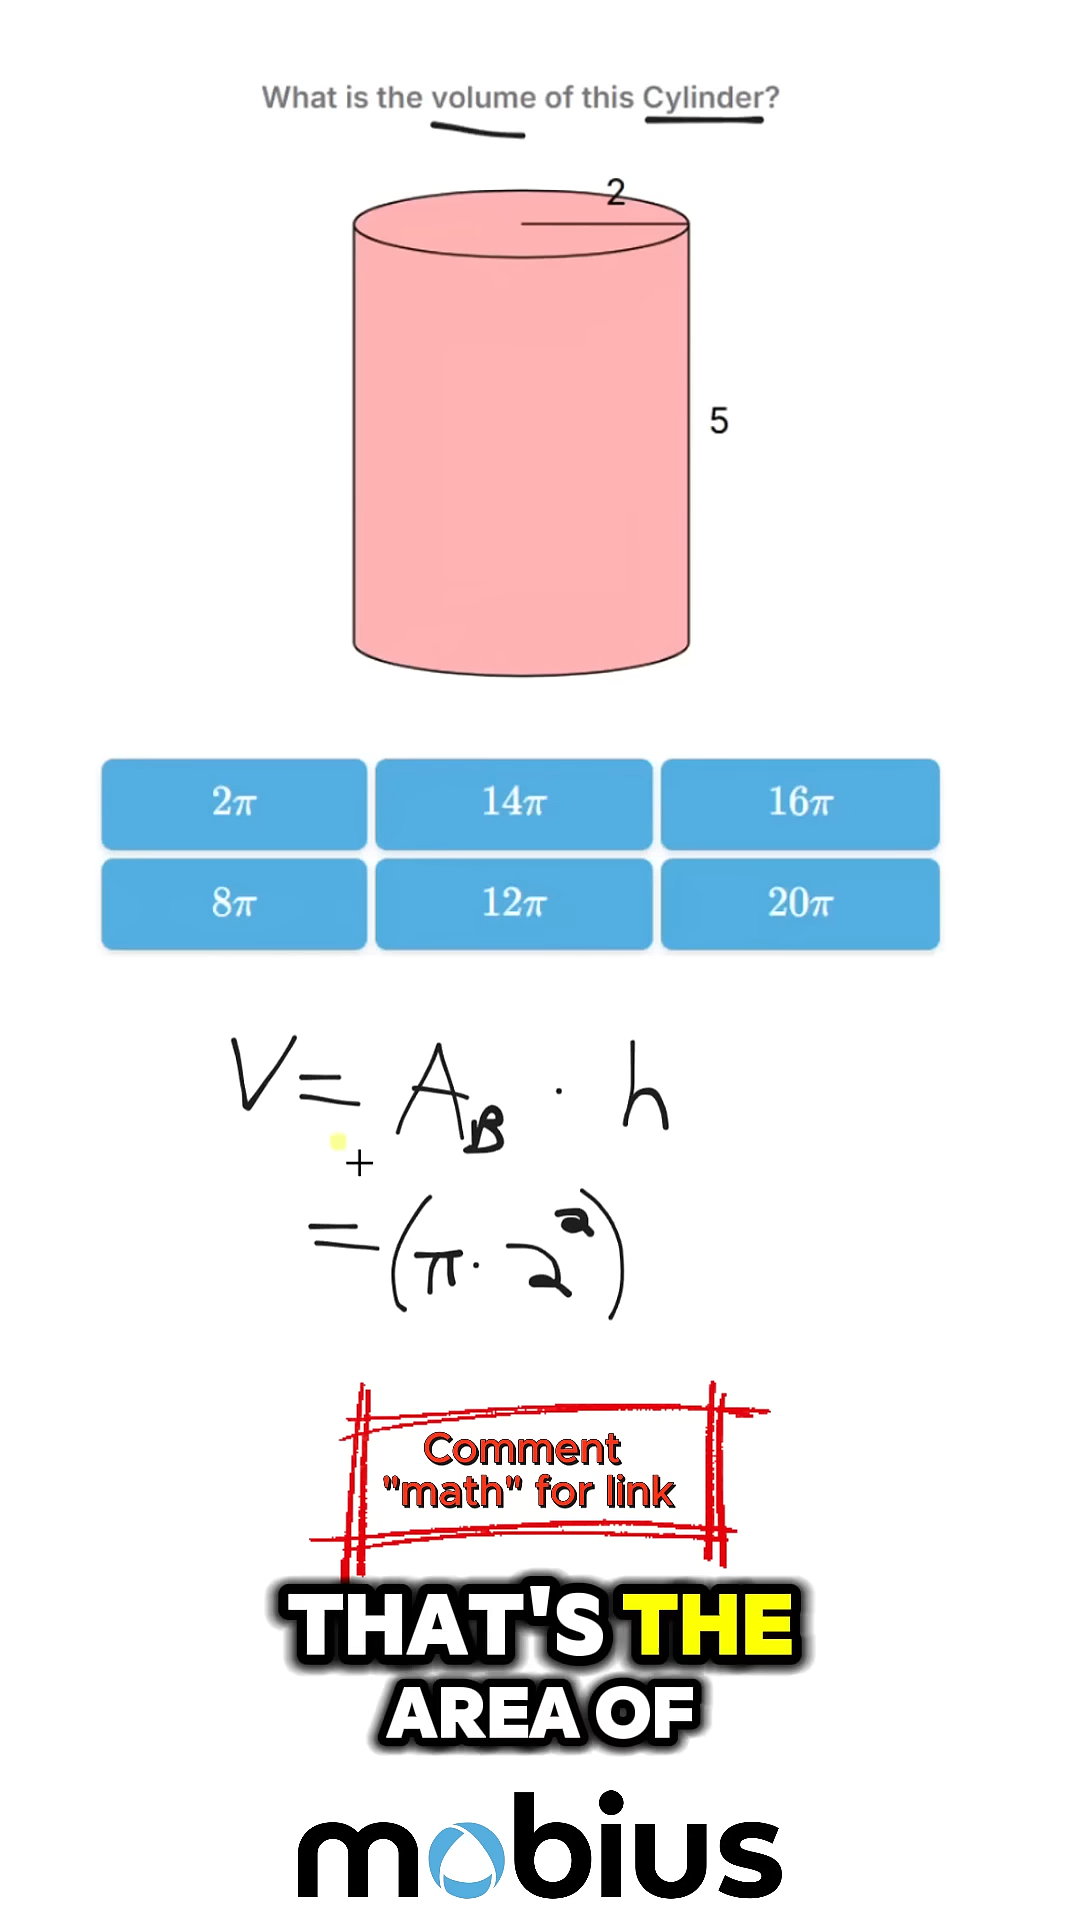 What is the volume of this Cylinder?
2
5
2π 14π 16π
8π 12π 20π
V = A_B · h
= (π · 2²)
Comment
"math" for link
THAT'S THE
AREA OF
mobius